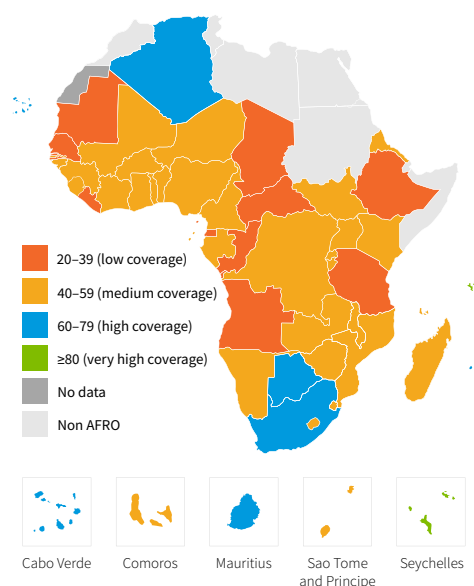 20–39 (low coverage)
40–59 (medium coverage)
60–79 (high coverage)
≥80 (very high coverage)
No data
Non AFRO
Cabo Verde
Comoros
Mauritius
Sao Tome
and Principe
Seychelles